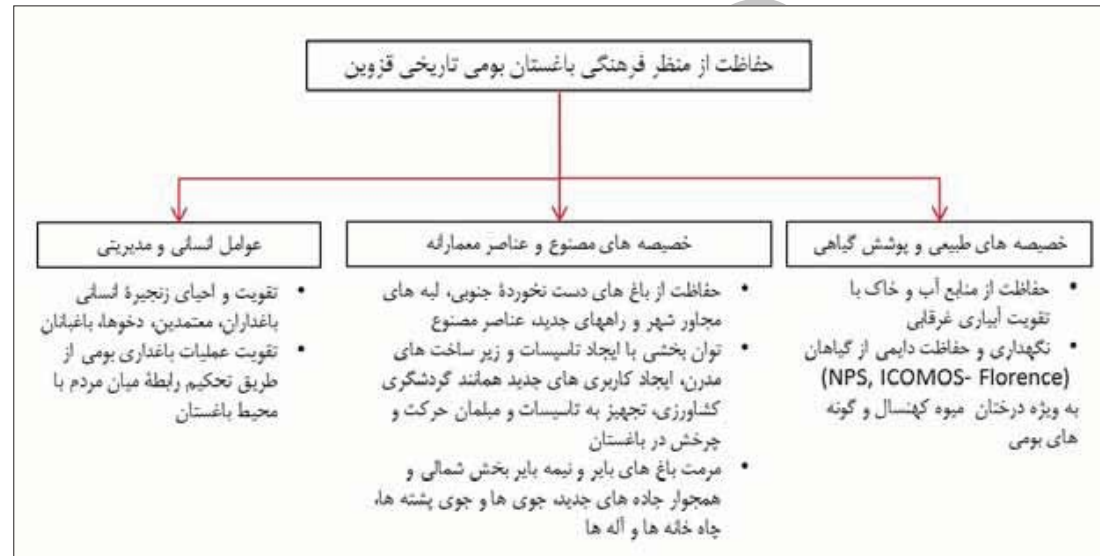 حفاظت از منظر فرهنگی باغستان بومی تاریخی قزوین
خصیصه های طبیعی و پوشش گیاهی
• حفاظت از منابع آب و خاک با
تقویت آبیاری غرقابی
• نگهداری و حفاظت دایمی از گیاهان
(NPS, ICOMOS- Florence)
به ویژه درختان میوه کهنسال و گونه
های بومی
خصیصه های مصنوع و عناصر معمارانه
• حفاظت از باغ های دست نخوردۀ جنوبی، لبه های
مجاور شهر و راههای جدید، عناصر مصنوع
• توان بخشی با ایجاد تاسیسات و زیر ساخت های
مدرن، ایجاد کاربری های جدید همانند گردشگری
کشاورزی، تجهیز به تاسیسات و مبلمان حرکت و
چرخش در باغستان
• مرمت باغ های بایر و نیمه بایر بخش شمالی و
همجوار جاده های جدید، جوی ها و جوی پشته ها،
چاه خانه ها و آله ها
عوامل انسانی و مدیریتی
• تقویت و احیای زنجیرۀ انسانی
باغداران، معتمدین، دخوها، باغبانان
• تقویت عملیات باغداری بومی از
طریق تحکیم رابطۀ میان مردم با
محیط باغستان